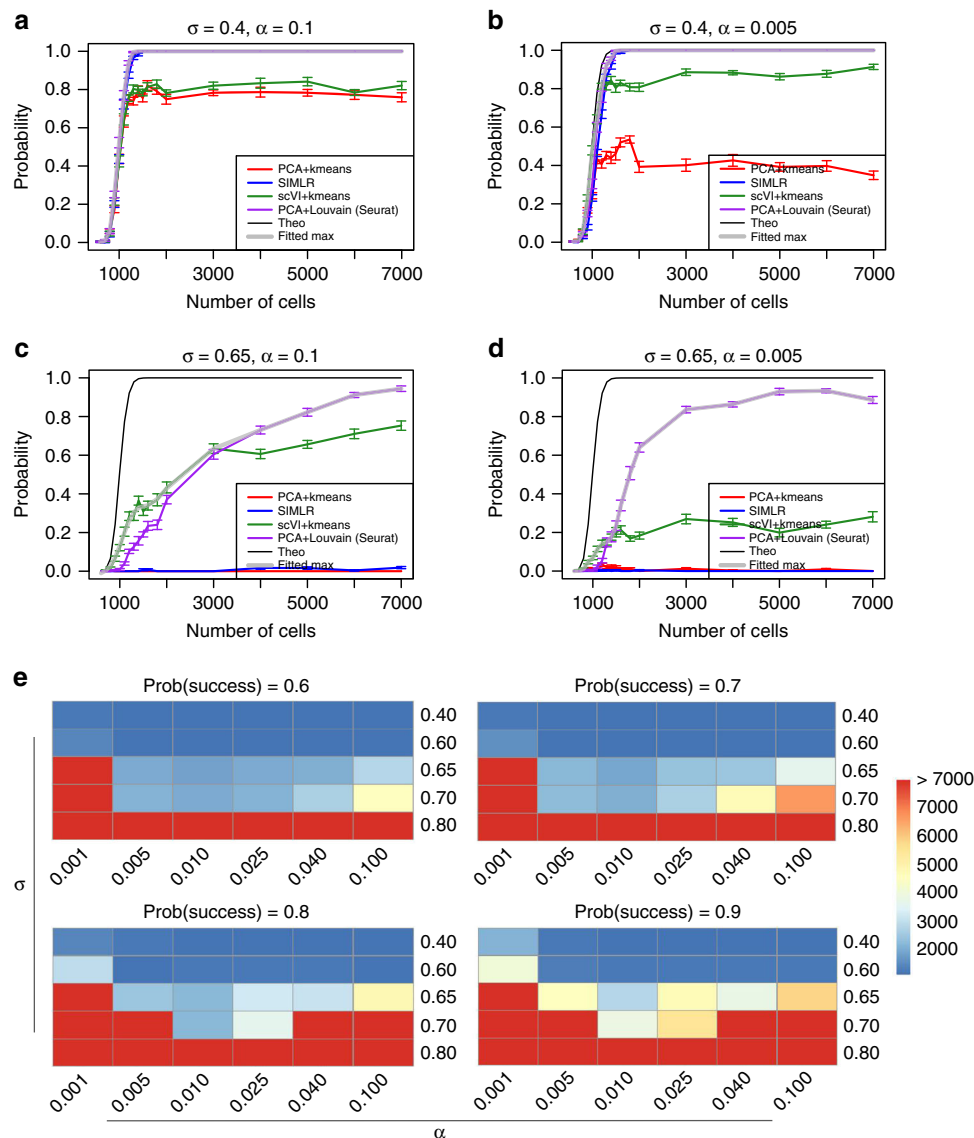 a
σ = 0.4, α = 0.1
Probability
1.0
0.8
0.6
0.4
0.2
0.0
PCA+kmeans
SIMLR
scVI+kmeans
PCA+Louvain (Seurat)
Theo
Fitted max
1000 3000 5000 7000
Number of cells
b
σ = 0.4, α = 0.005
Probability
1.0
0.8
0.6
0.4
0.2
0.0
PCA+kmeans
SIMLR
scVI+kmeans
PCA+Louvain (Seurat)
Theo
Fitted max
1000 3000 5000 7000
Number of cells
c
σ = 0.65, α = 0.1
Probability
1.0
0.8
0.6
0.4
0.2
0.0
PCA+kmeans
SIMLR
scVI+kmeans
PCA+Louvain (Seurat)
Theo
Fitted max
1000 3000 5000 7000
Number of cells
d
σ = 0.65, α = 0.005
Probability
1.0
0.8
0.6
0.4
0.2
0.0
PCA+kmeans
SIMLR
scVI+kmeans
PCA+Louvain (Seurat)
Theo
Fitted max
1000 3000 5000 7000
Number of cells
e
Prob(success) = 0.6
0.40
0.60
0.65
0.70
0.80
0.001 0.005 0.010 0.025 0.040 0.100
Prob(success) = 0.7
0.40
0.60
0.65
0.70
0.80
0.001 0.005 0.010 0.025 0.040 0.100
σ
Prob(success) = 0.8
0.40
0.60
0.65
0.70
0.80
0.001 0.005 0.010 0.025 0.040 0.100
Prob(success) = 0.9
0.40
0.60
0.65
0.70
0.80
0.001 0.005 0.010 0.025 0.040 0.100
α
> 7000
7000
6000
5000
4000
3000
2000